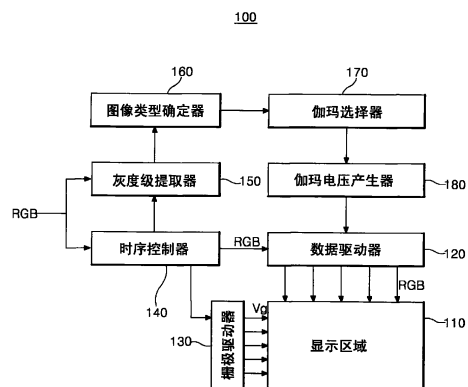 100
160
170
图像类型确定器
伽玛选择器
灰度级提取器
150
伽玛电压产生器
180
RGB
时序控制器
RGB
数据驱动器
120
140
RGB
Vg
110
130
栅极驱动器
显示区域